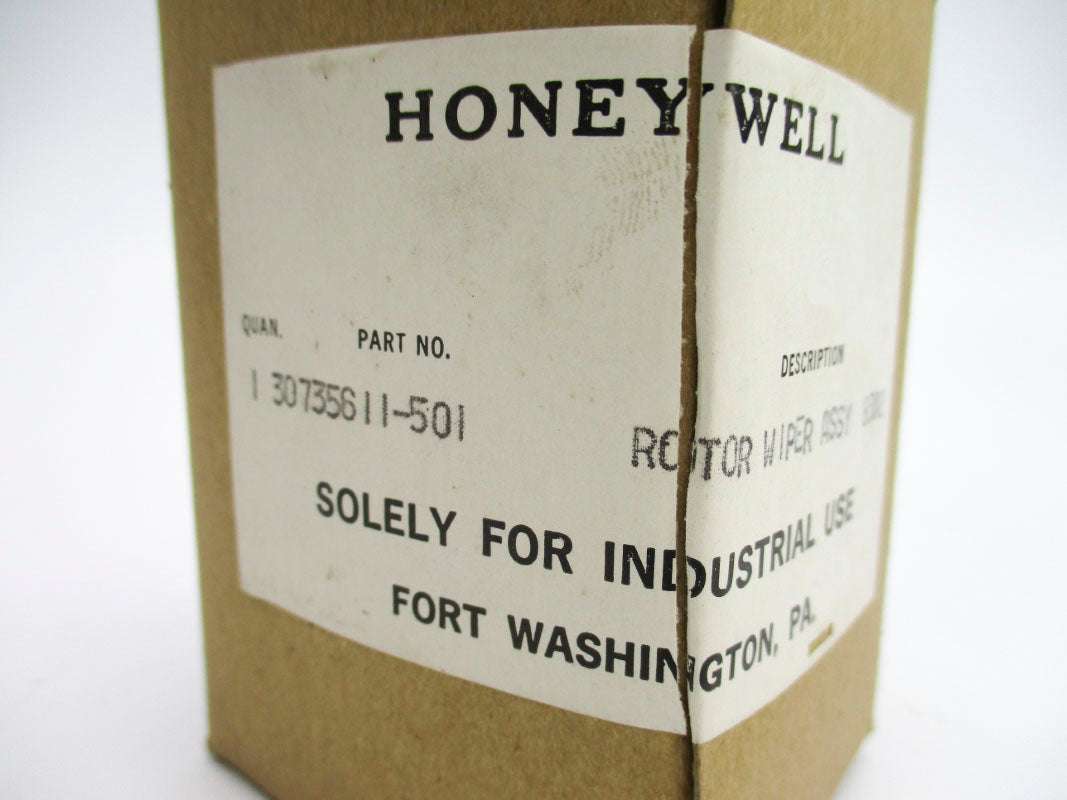 HONEYWELL
QUAN. PART NO. DESCRIPTION
1 30735611-501 ROTOR WIPER ASSY
SOLELY FOR INDUSTRIAL USE
FORT WASHINGTON, PA.